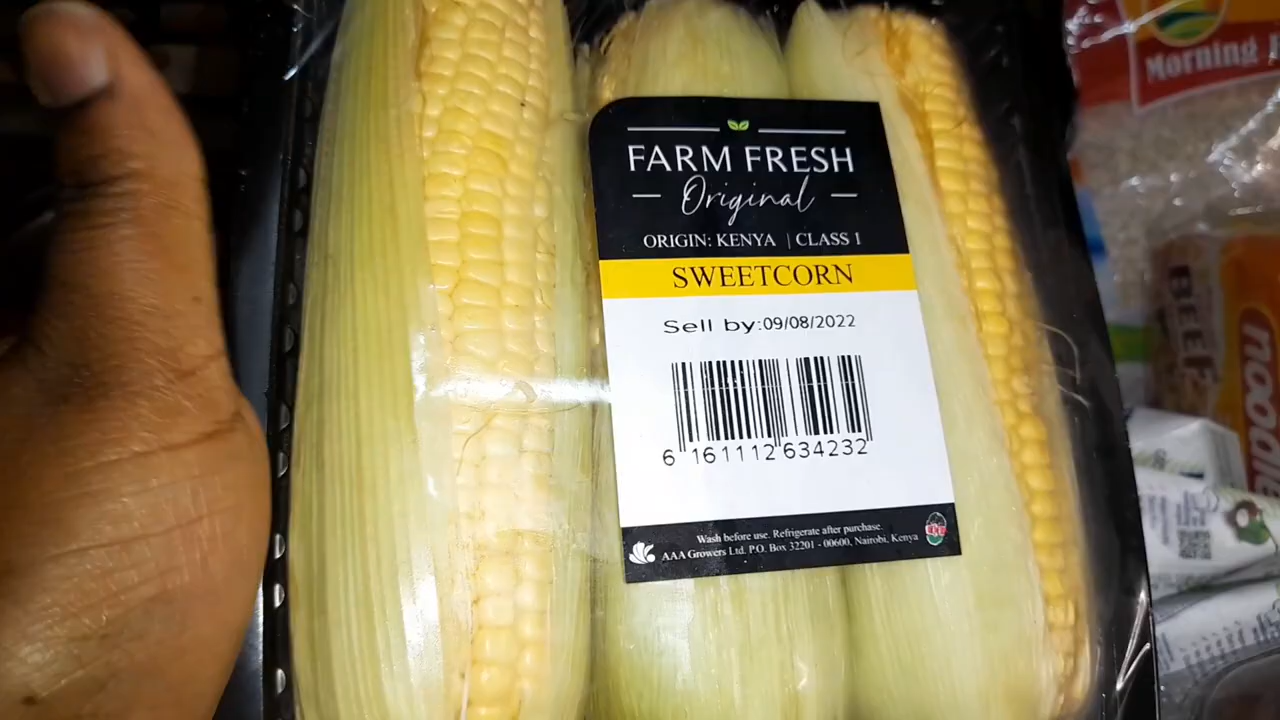 FARM FRESH
Original
ORIGIN: KENYA | CLASS I
SWEETCORN
Sell by:09/08/2022
6 161112 634232
Wash before use. Refrigerate after purchase.
AAA Growers Ltd. P.O. Box 32201 - 00600, Nairobi, Kenya
Morning
BEEF
noodle